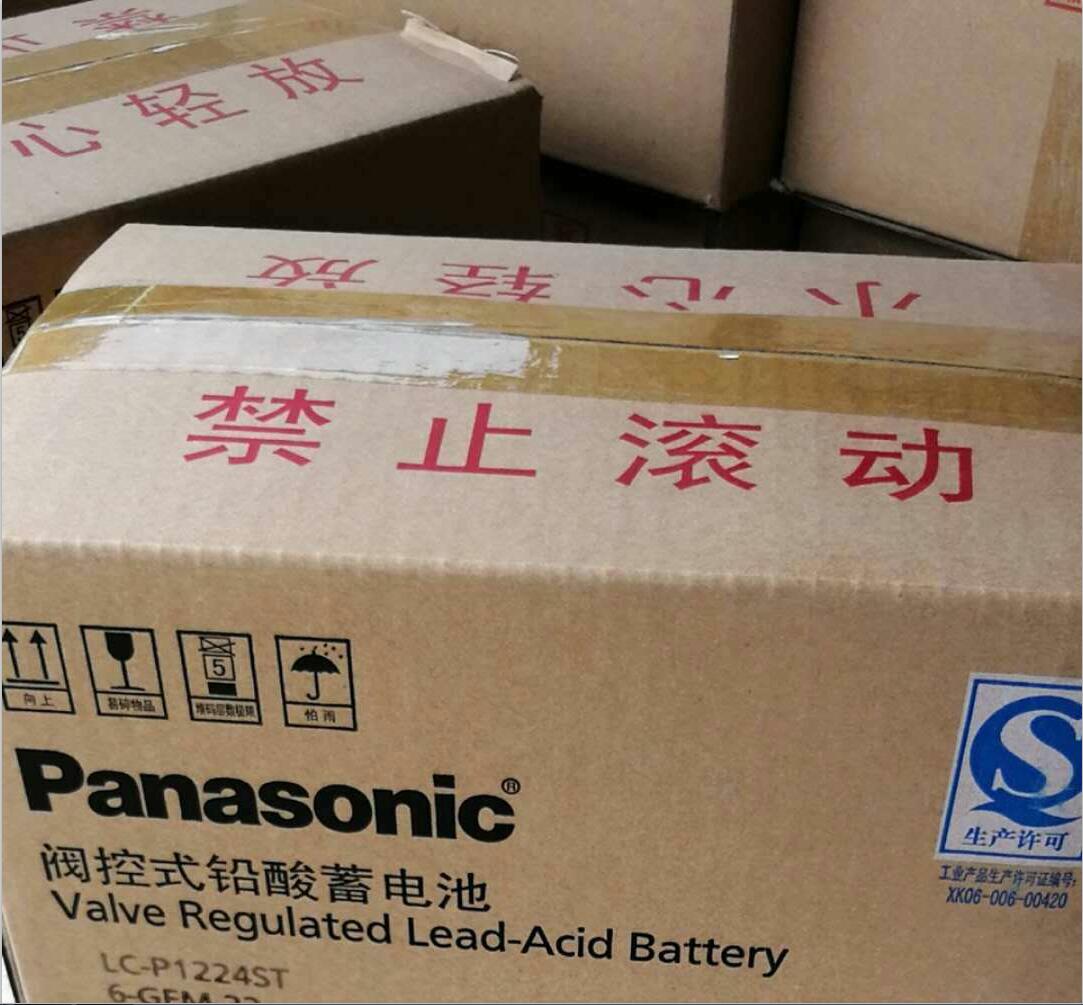 心轻放
小心轻放
禁止滚动
向上
易碎物品
5
堆码层数极限
怕雨
Panasonic®
阀控式铅酸蓄电池
Valve Regulated Lead-Acid Battery
LC-P1224ST
生产许可
工业产品生产许可证编号:
XK06-006-00420